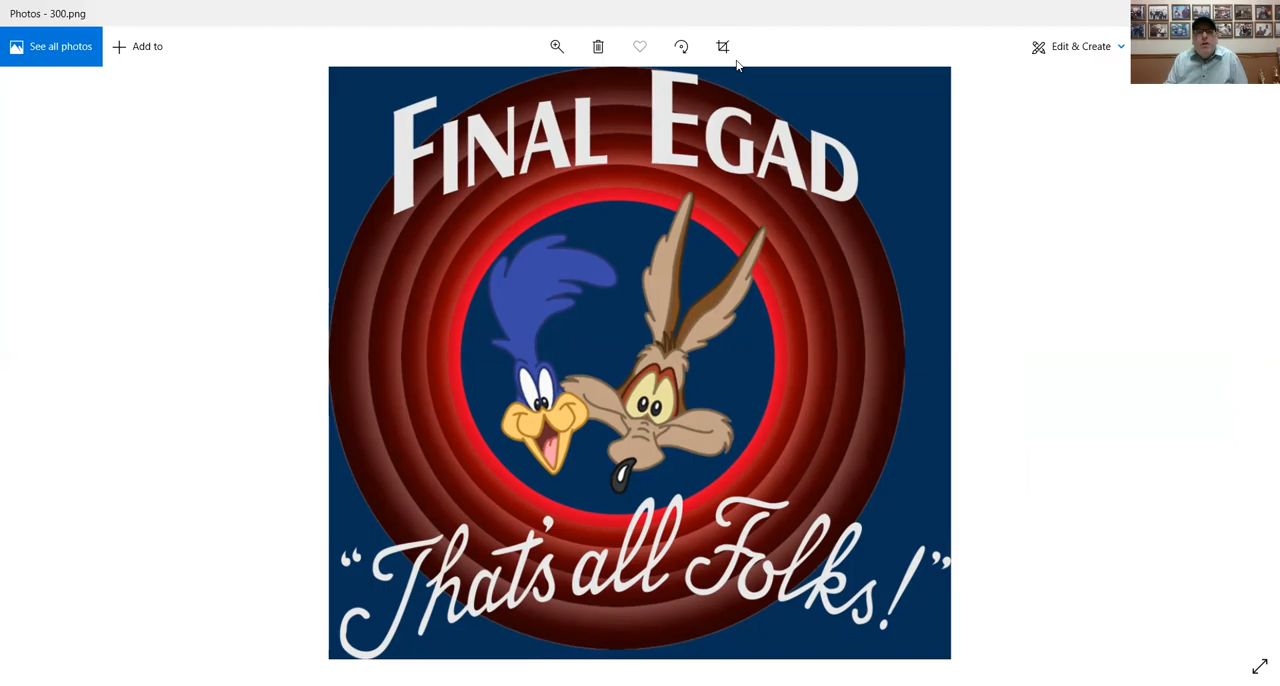 Photos - 300.png
See all photos
Add to
Edit & Create
FINAL EGAD
"That's all Folks!"